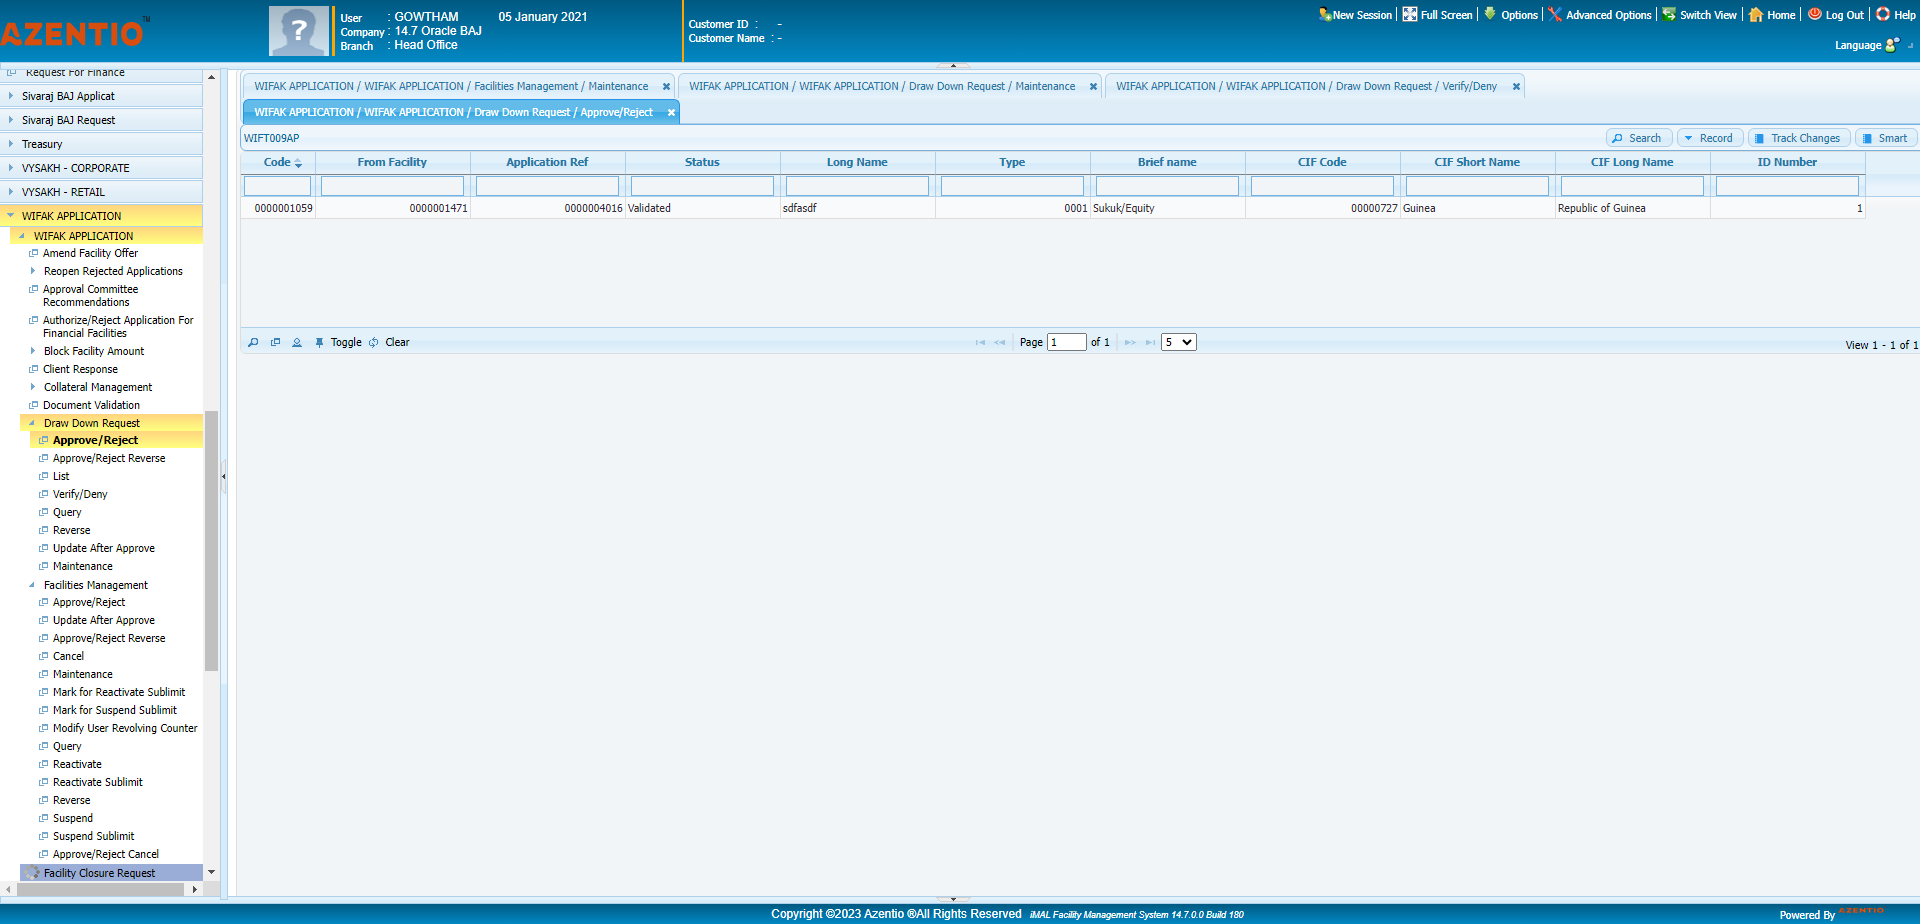 AZENTIO™
User : GOWTHAM 05 January 2021
Company : 14.7 Oracle BAJ
Branch : Head Office
Customer ID : -
Customer Name : -
New Session Full Screen Options Advanced Options Switch View Home Log Out Help
Language
Request For Finance
Sivaraj BAJ Applicat
Sivaraj BAJ Request
Treasury
VYSAKH - CORPORATE
VYSAKH - RETAIL
WIFAK APPLICATION
WIFAK APPLICATION
Amend Facility Offer
Reopen Rejected Applications
Approval Committee
Recommendations
Authorize/Reject Application For
Financial Facilities
Block Facility Amount
Client Response
Collateral Management
Document Validation
Draw Down Request
Approve/Reject
Approve/Reject Reverse
List
Verify/Deny
Query
Reverse
Update After Approve
Maintenance
Facilities Management
Approve/Reject
Update After Approve
Approve/Reject Reverse
Cancel
Maintenance
Mark for Reactivate Sublimit
Mark for Suspend Sublimit
Modify User Revolving Counter
Query
Reactivate
Reactivate Sublimit
Reverse
Suspend
Suspend Sublimit
Approve/Reject Cancel
Facility Closure Request
WIFAK APPLICATION / WIFAK APPLICATION / Facilities Management / Maintenance
WIFAK APPLICATION / WIFAK APPLICATION / Draw Down Request / Maintenance
WIFAK APPLICATION / WIFAK APPLICATION / Draw Down Request / Verify/Deny
WIFAK APPLICATION / WIFAK APPLICATION / Draw Down Request / Approve/Reject
WIFT009AP
Search Record Track Changes Smart
Code From Facility Application Ref Status Long Name Type Brief name CIF Code CIF Short Name CIF Long Name ID Number
0000001059 0000001471 0000004016 Validated sdfasdf 0001 Sukuk/Equity 00000727 Guinea Republic of Guinea 1
Toggle Clear
Page 1 of 1 5
View 1 - 1 of 1
Copyright ©2023 Azentio ®All Rights Reserved iMAL Facility Management System 14.7.0.0 Build 180
Powered By AZENTIO